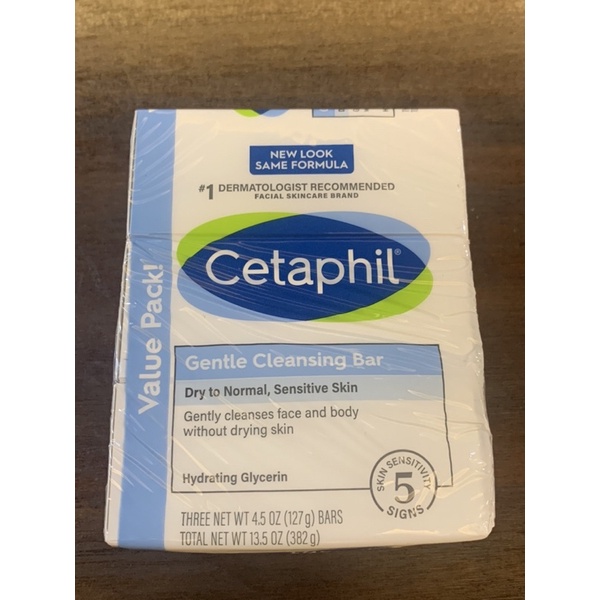 NEW LOOK
SAME FORMULA
#1 DERMATOLOGIST RECOMMENDED
FACIAL SKINCARE BRAND
Cetaphil®
Value Pack!
Gentle Cleansing Bar
Dry to Normal, Sensitive Skin
Gently cleanses face and body
without drying skin
Hydrating Glycerin
SKIN SENSITIVITY
5
SIGNS
THREE NET WT 4.5 OZ (127 g) BARS
TOTAL NET WT 13.5 OZ (382 g)